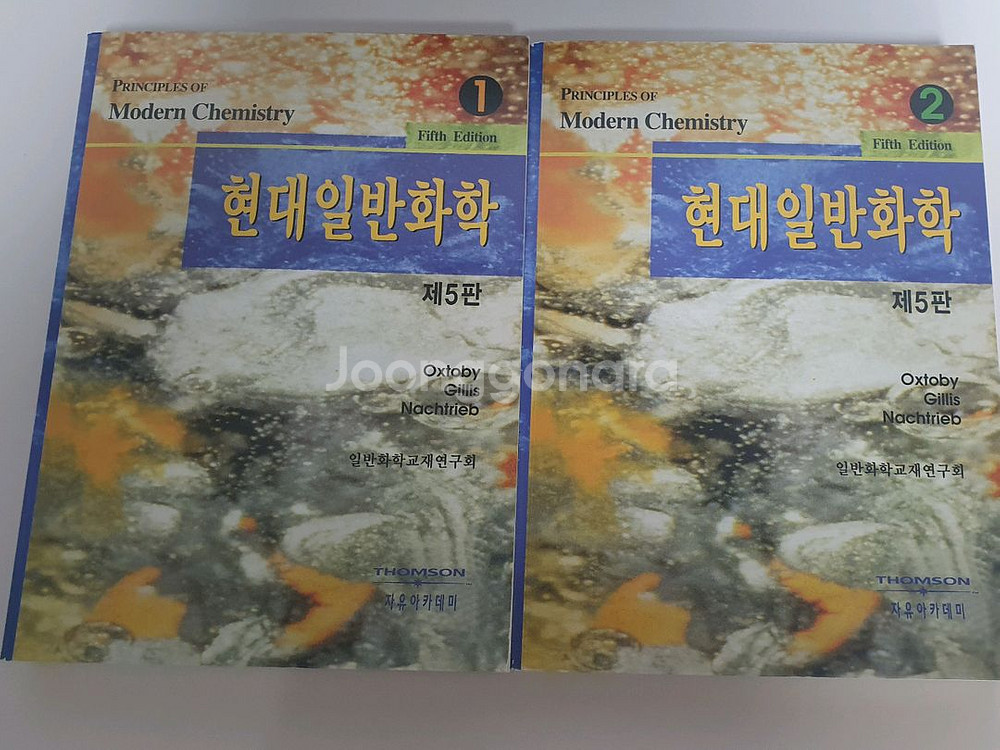 PRINCIPLES OF
Modern Chemistry
1
Fifth Edition
현대일반화학
제5판
Oxtoby
Gillis
Nachtrieb
일반화학교재연구회
THOMSON
자유아카데미
PRINCIPLES OF
Modern Chemistry
2
Fifth Edition
현대일반화학
제5판
Oxtoby
Gillis
Nachtrieb
일반화학교재연구회
THOMSON
자유아카데미
Joonggonara